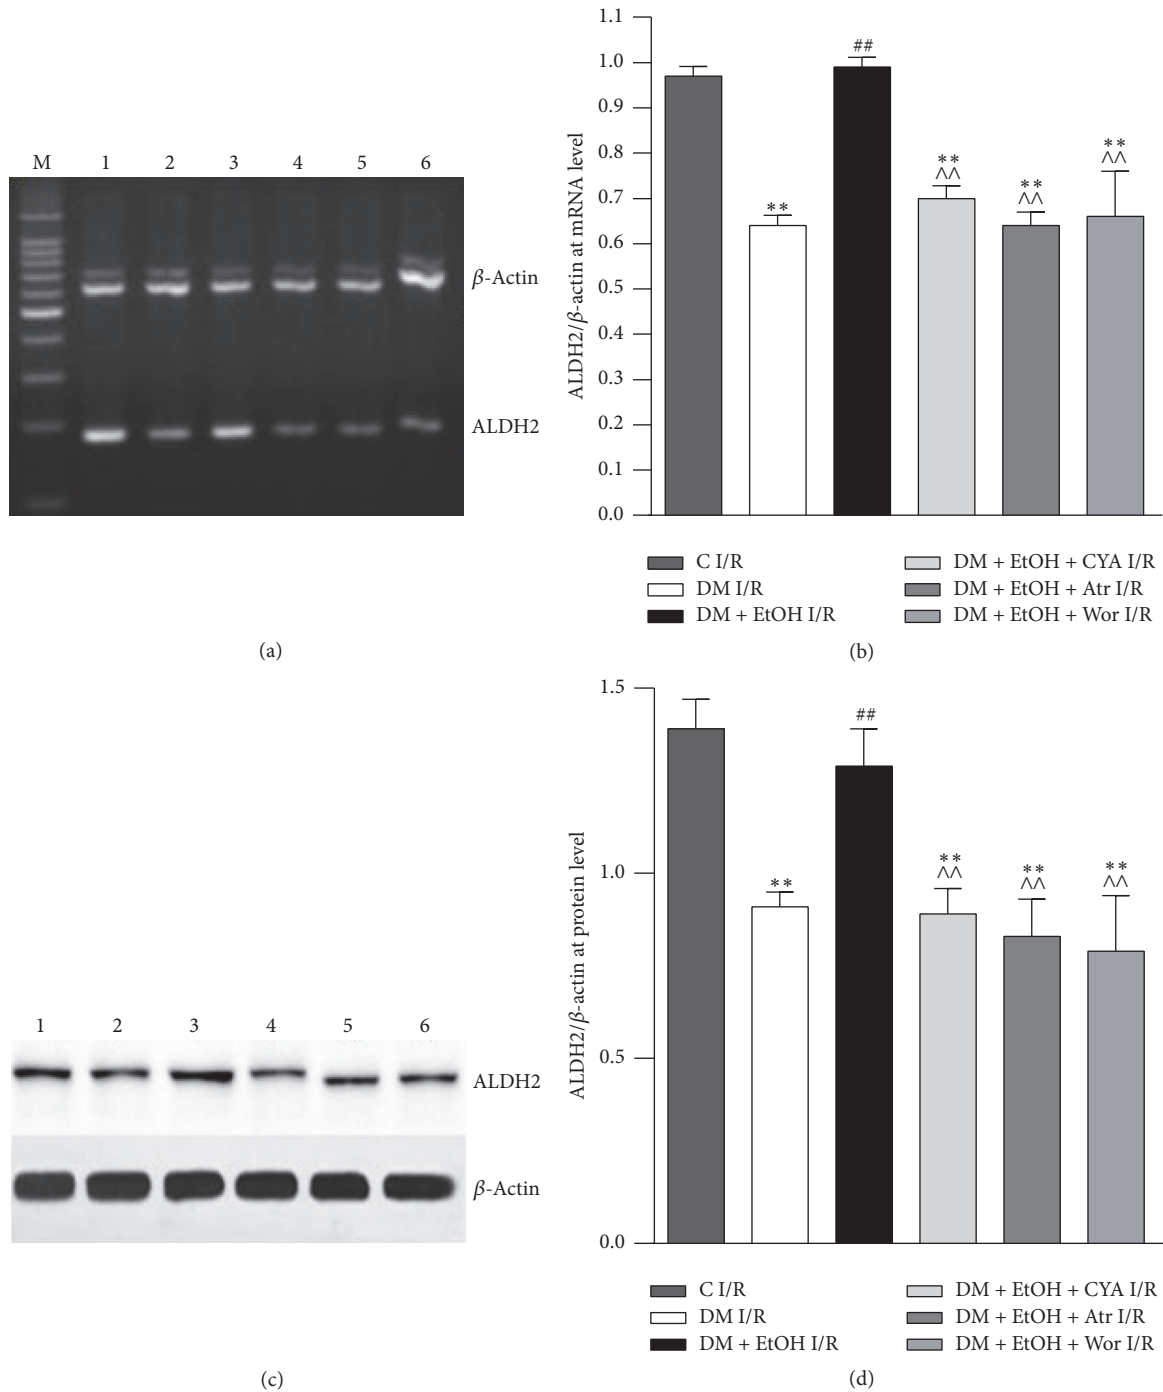 M 1 2 3 4 5 6
β-Actin
ALDH2
(a)
ALDH2/β-actin at mRNA level
1.1
1.0
0.9
0.8
0.7
0.6
0.5
0.4
0.3
0.2
0.1
0.0
**
##
**
^^
**
^^
**
^^
C I/R
DM I/R
DM + EtOH I/R
DM + EtOH + CYA I/R
DM + EtOH + Atr I/R
DM + EtOH + Wor I/R
(b)
1 2 3 4 5 6
ALDH2
β-Actin
(c)
ALDH2/β-actin at protein level
1.5
1.0
0.5
0.0
**
##
**
^^
**
^^
**
^^
C I/R
DM I/R
DM + EtOH I/R
DM + EtOH + CYA I/R
DM + EtOH + Atr I/R
DM + EtOH + Wor I/R
(d)